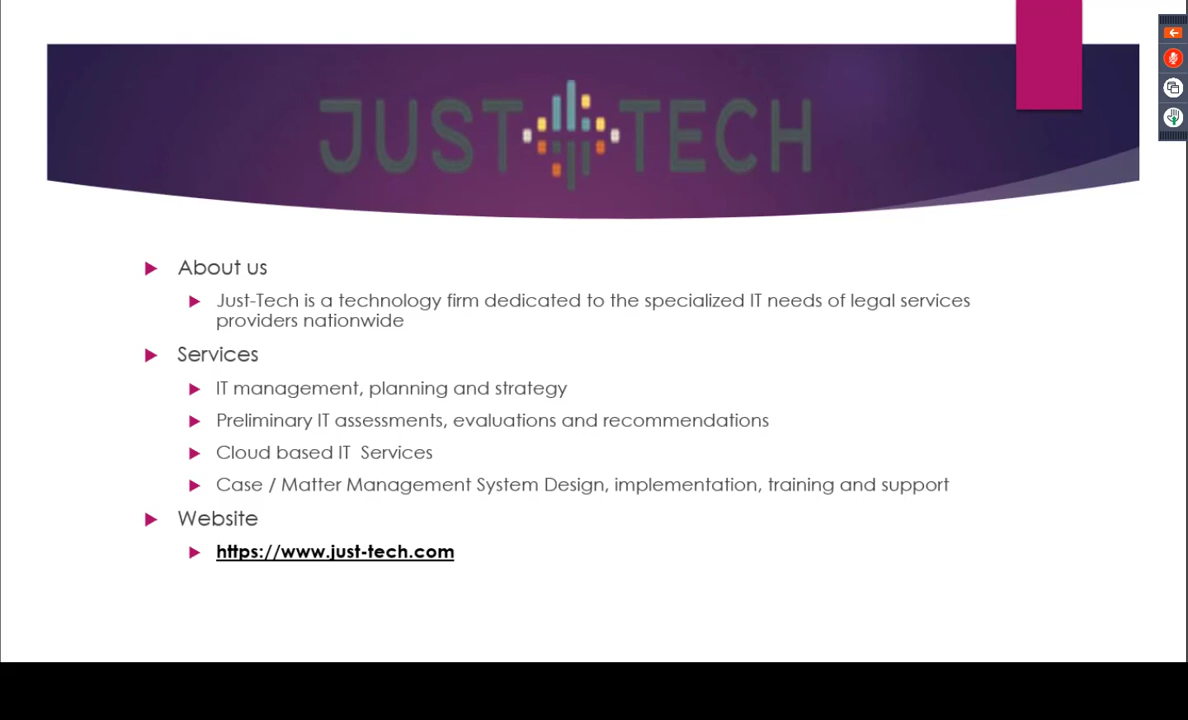 JUST TECH
About us
Just-Tech is a technology firm dedicated to the specialized IT needs of legal services
providers nationwide
Services
IT management, planning and strategy
Preliminary IT assessments, evaluations and recommendations
Cloud based IT  Services
Case / Matter Management System Design, implementation, training and support
Website
https://www.just-tech.com